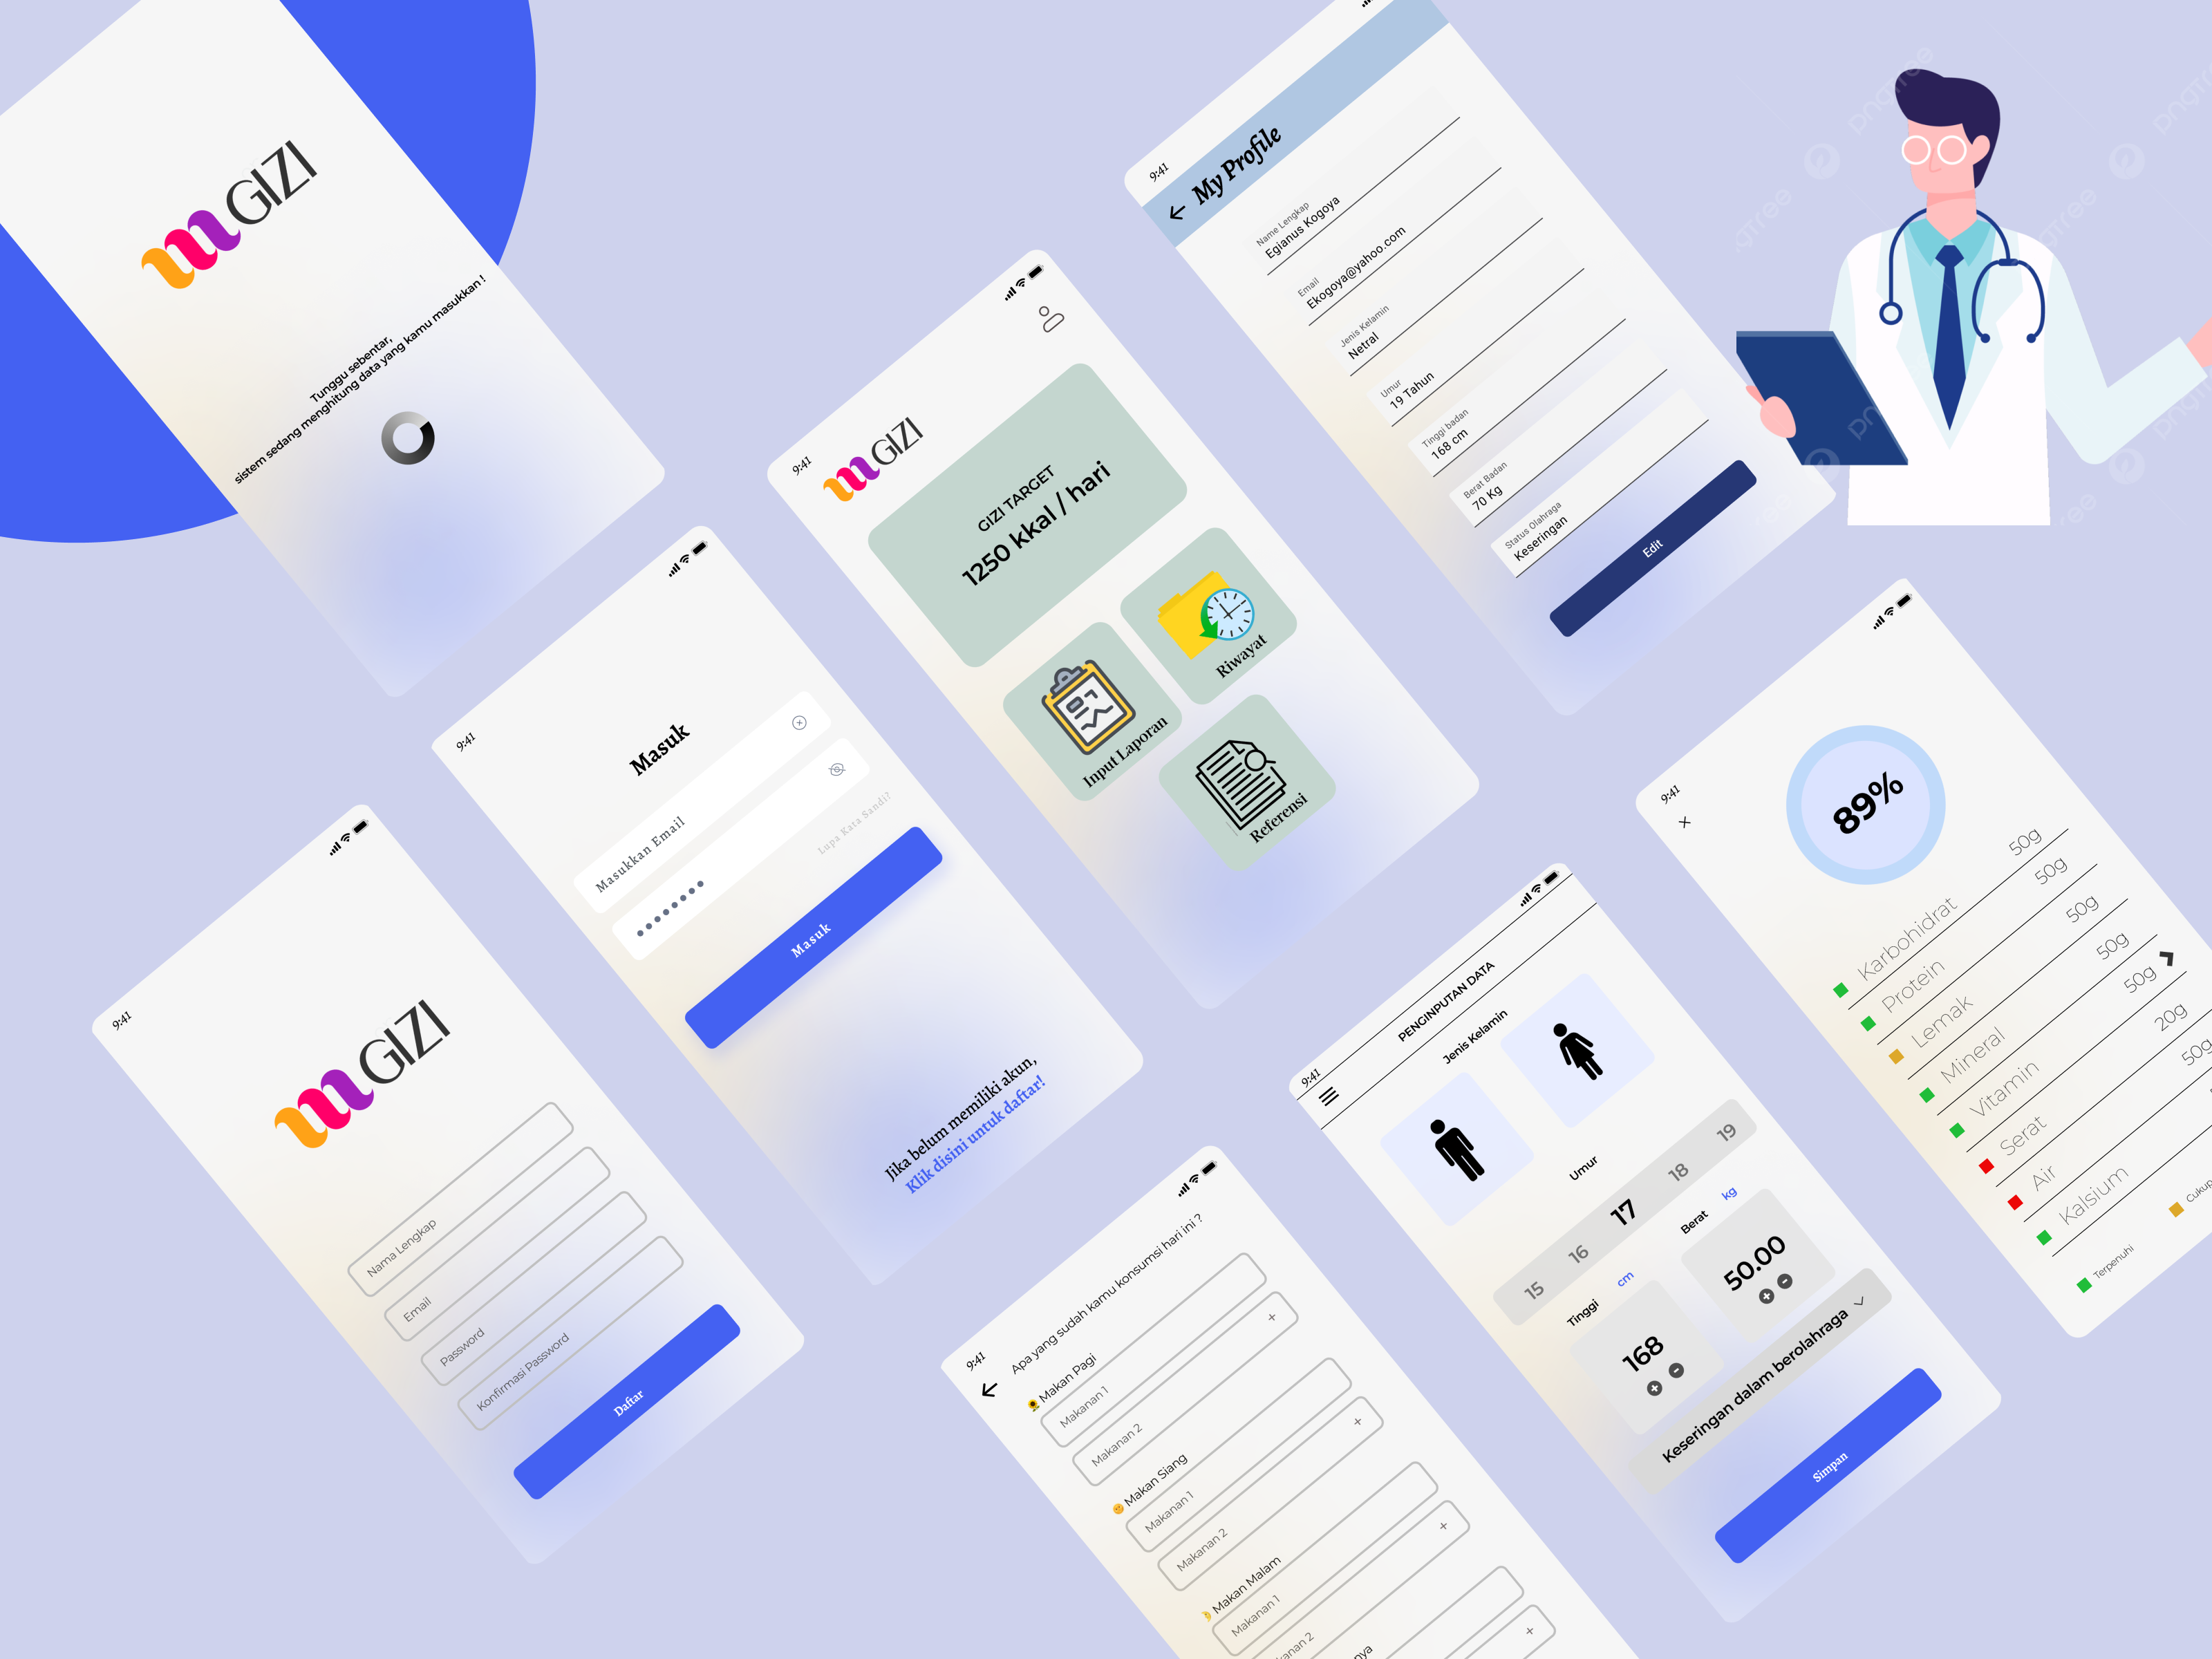 GIZI
Tunggu sebentar,
sistem sedang menghitung data yang kamu masukkan !
9:41
Masuk
Masukkan Email
Lupa Kata Sandi?
Masuk
Jika belum memiliki akun,
Klik disini untuk daftar!
9:41
GIZI
GIZI TARGET
1250 kkal / hari
Riwayat
Input Laporan
Referensi
9:41
My Profile
Name Lengkap
Egianus Kogoya
Email
Ekogoya@yahoo.com
Jenis Kelamin
Netral
Umur
19 Tahun
Tinggi badan
168 cm
Berat Badan
70 Kg
Status Olahraga
Keseringan
Edit
pngtree
pngtree
9:41
GIZI
Nama Lengkap
Email
Password
Konfirmasi Password
Daftar
9:41
Apa yang sudah kamu konsumsi hari ini ?
Makan Pagi
Makanan 1
Makanan 2
+
Makan Siang
Makanan 1
Makanan 2
+
Makan Malam
Makanan 1
+
+
9:41
PENGINPUTAN DATA
Jenis Kelamin
Umur
15 16 17 18 19
Tinggi cm
168
Berat kg
50.00
Keseringan dalam berolahraga
Simpan
9:41
89%
Karbohidrat 50g
Protein 50g
Lemak 50g
Mineral 50g
Vitamin 50g
Serat 20g
Air 50g
Kalsium
Terpenuhi
Cukup